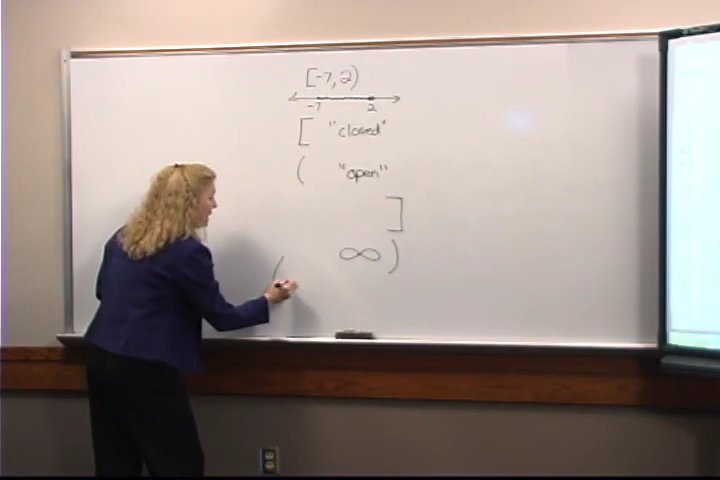 [-7, 2)
-7 2
[ "closed"
( "open"
]
( ∞ )